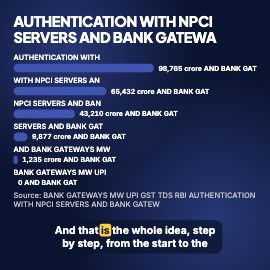 AUTHENTICATION WITH NPCI
SERVERS AND BANK GATEWA
AUTHENTICATION WITH
98,765 crore AND BANK GAT
WITH NPCI SERVERS AN
65,432 crore AND BANK GAT
NPCI SERVERS AND BAN
43,210 crore AND BANK GAT
SERVERS AND BANK GAT
9,877 crore AND BANK GAT
AND BANK GATEWAYS MW
1,235 crore AND BANK GAT
BANK GATEWAYS MW UPI
0 AND BANK GAT
Source: BANK GATEWAYS MW UPI GST TDS RBI AUTHENTICATION
WITH NPCI SERVERS AND BANK GATEW
And that is the whole idea, step
by step, from the start to the